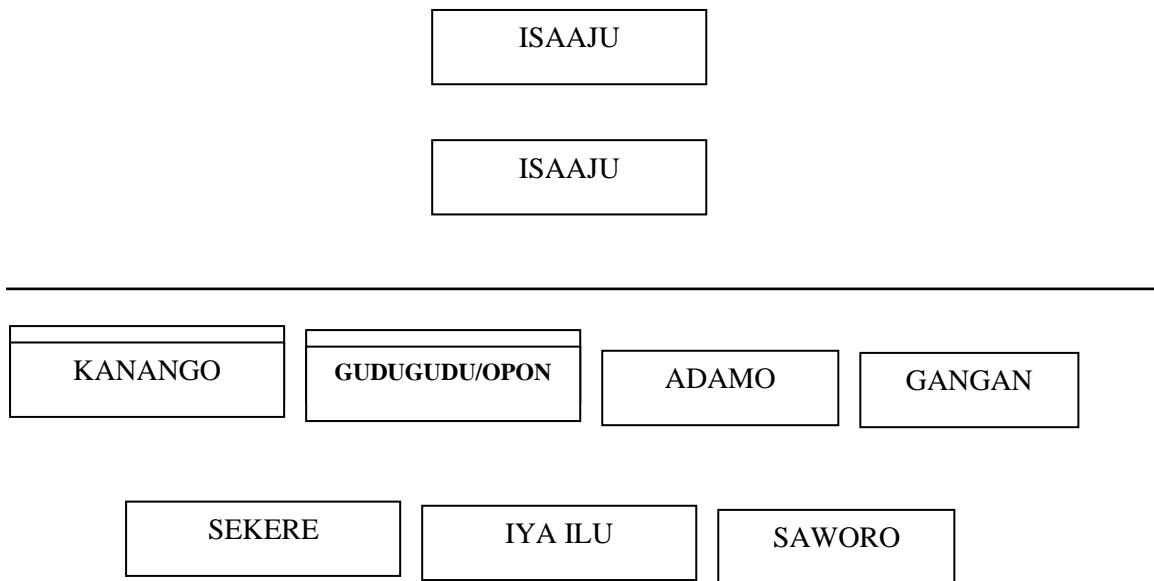 ISAAJU
ISAAJU
KANANGO
GUDUGUDU/OPON
ADAMO
GANGAN
SEKERE
IYA ILU
SAWORO